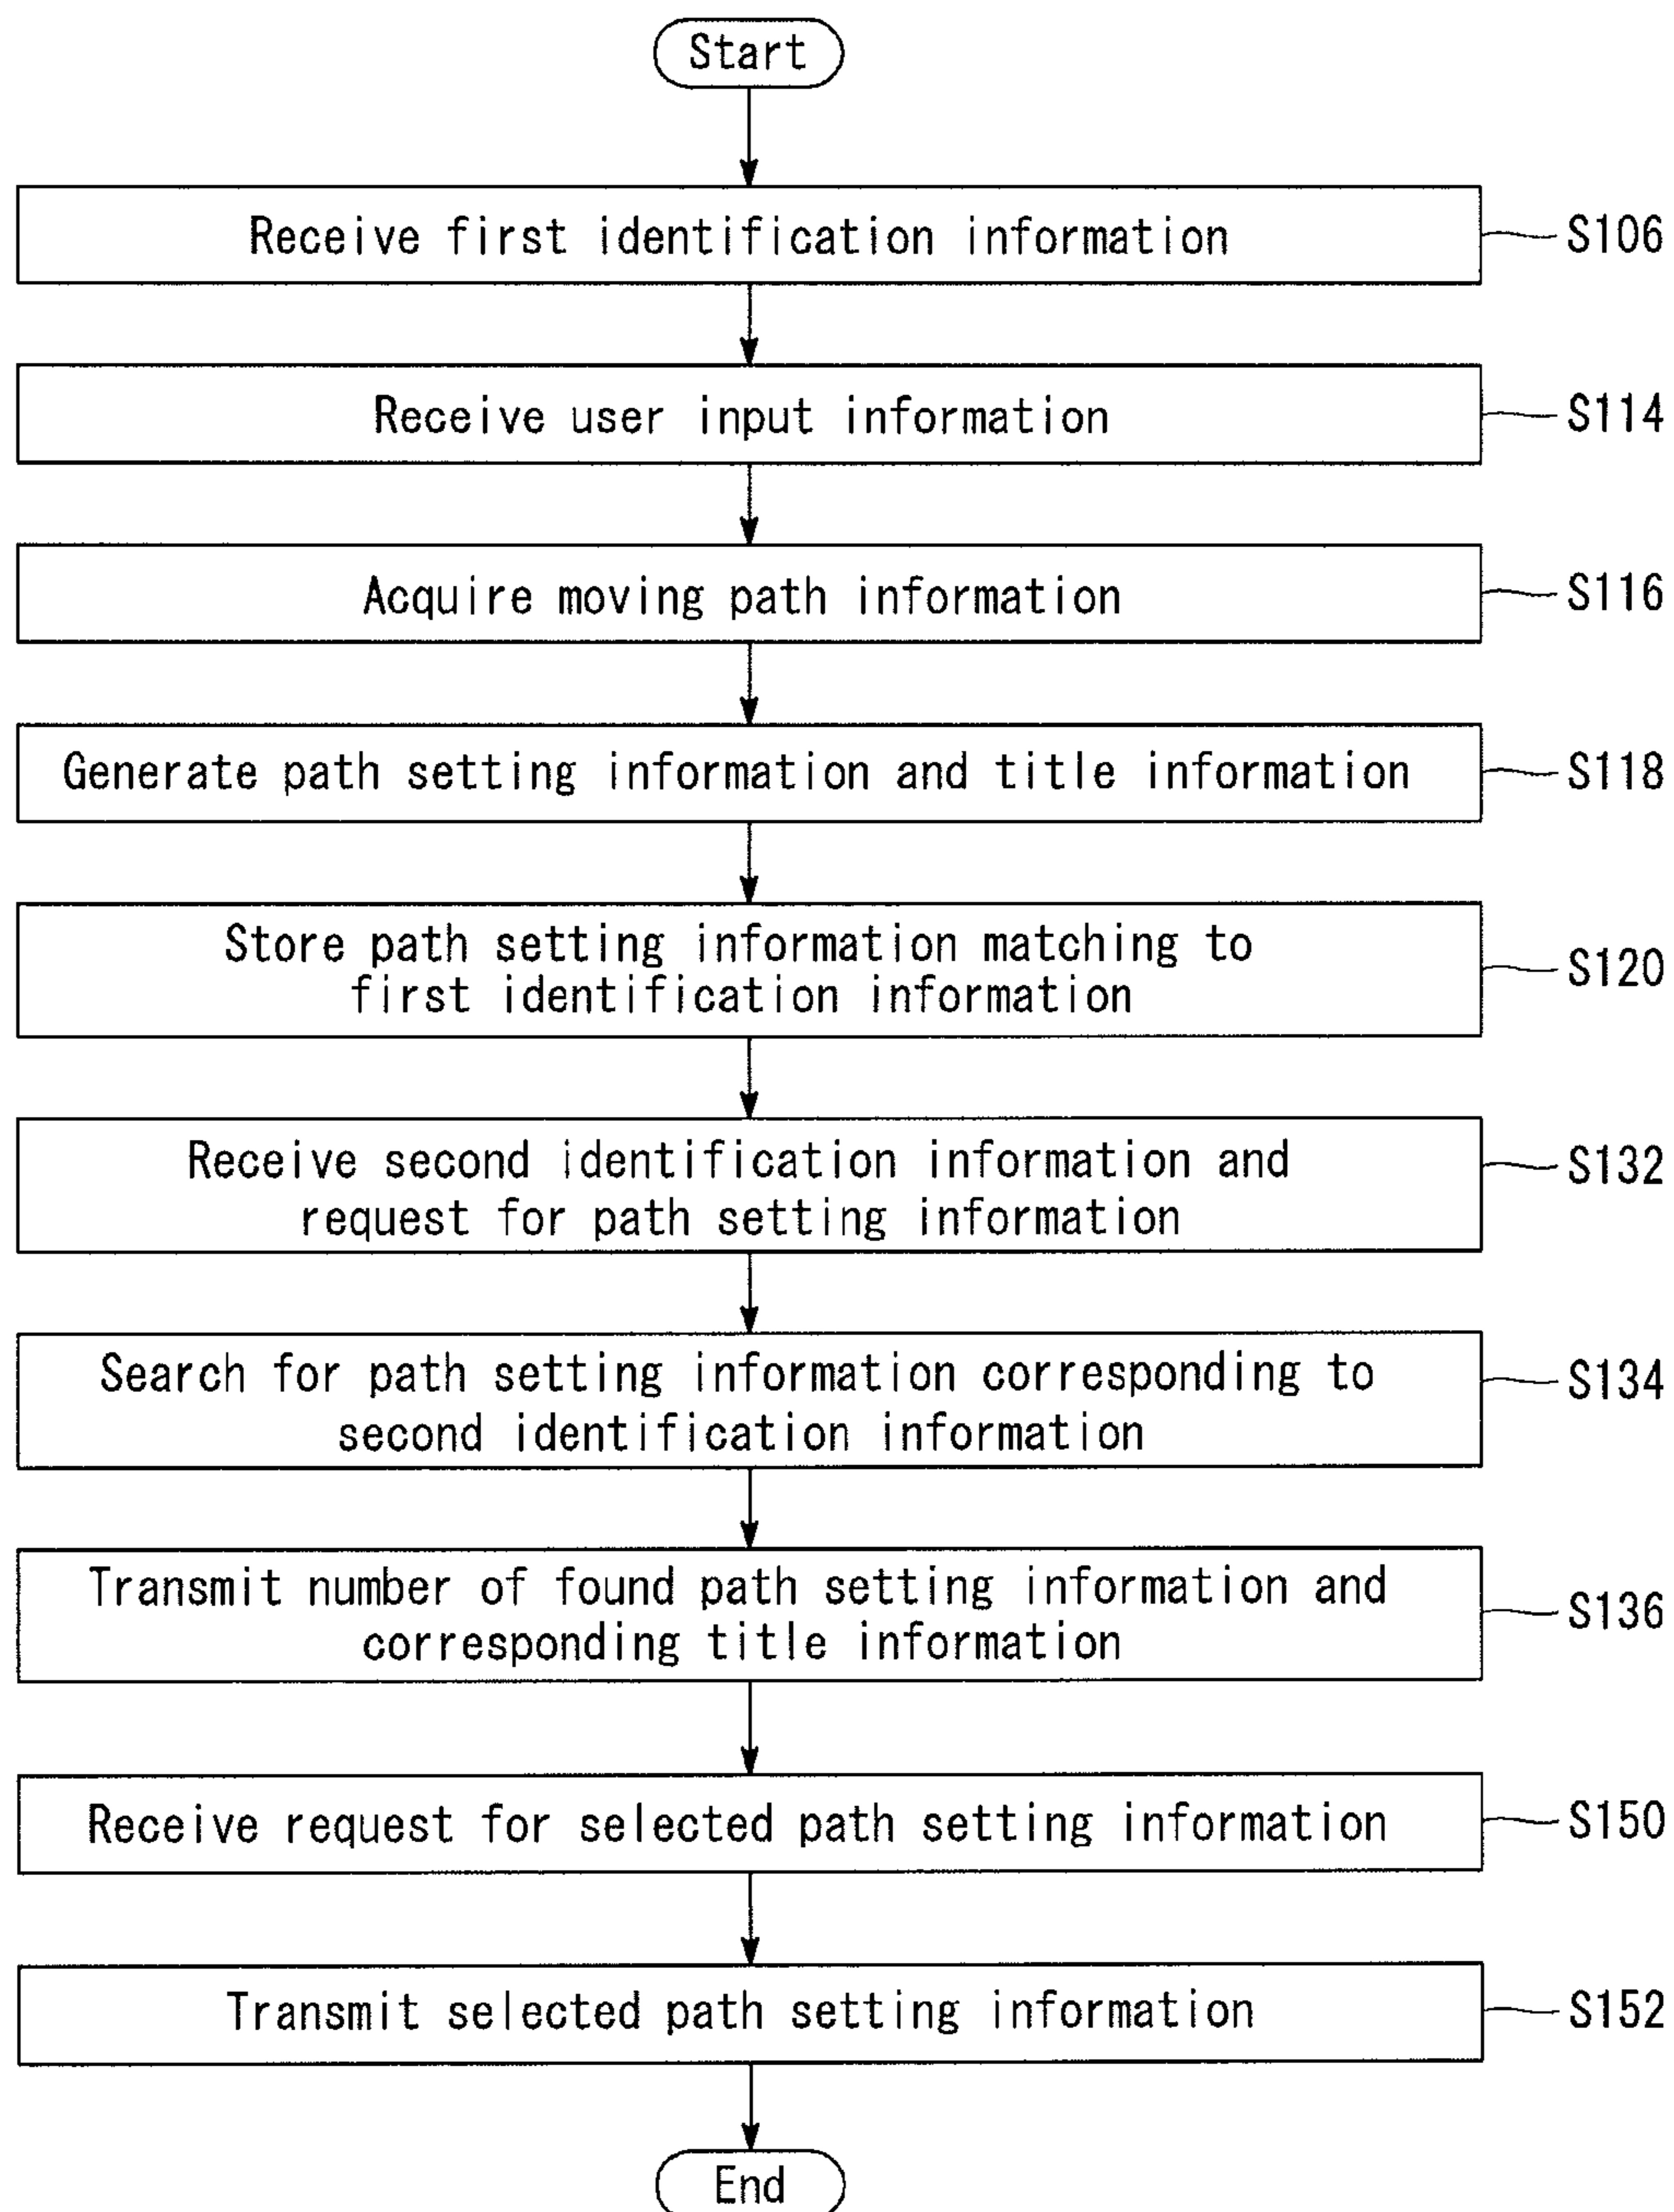 Start
Receive first identification information
S106
Receive user input information
S114
Acquire moving path information
S116
Generate path setting information and title information
S118
Store path setting information matching to
first identification information
S120
Receive second identification information and
request for path setting information
S132
Search for path setting information corresponding to
second identification information
S134
Transmit number of found path setting information and
corresponding title information
S136
Receive request for selected path setting information
S150
Transmit selected path setting information
S152
End